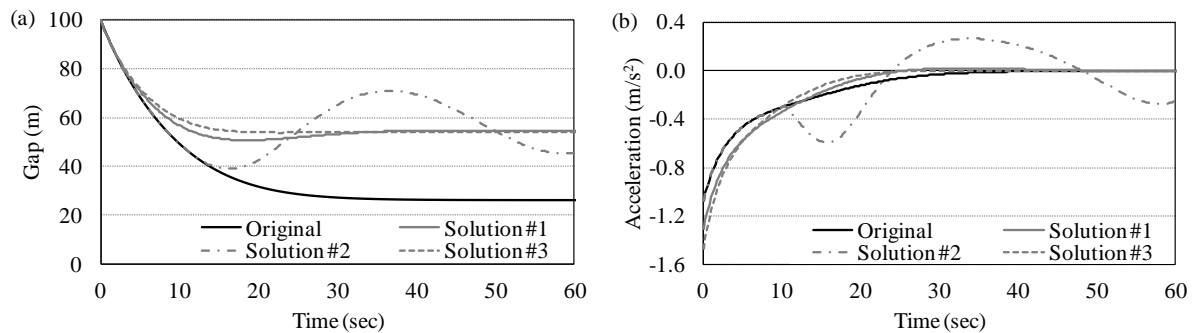 (a)
100
80
60
40
20
0
Gap (m)
Original
Solution #1
Solution #2
Solution #3
0 10 20 30 40 50 60
Time (sec)
(b)
0.4
0.0
-0.4
-0.8
-1.2
-1.6
Acceleration (m/s²)
Original
Solution #1
Solution #2
Solution #3
0 10 20 30 40 50 60
Time (sec)